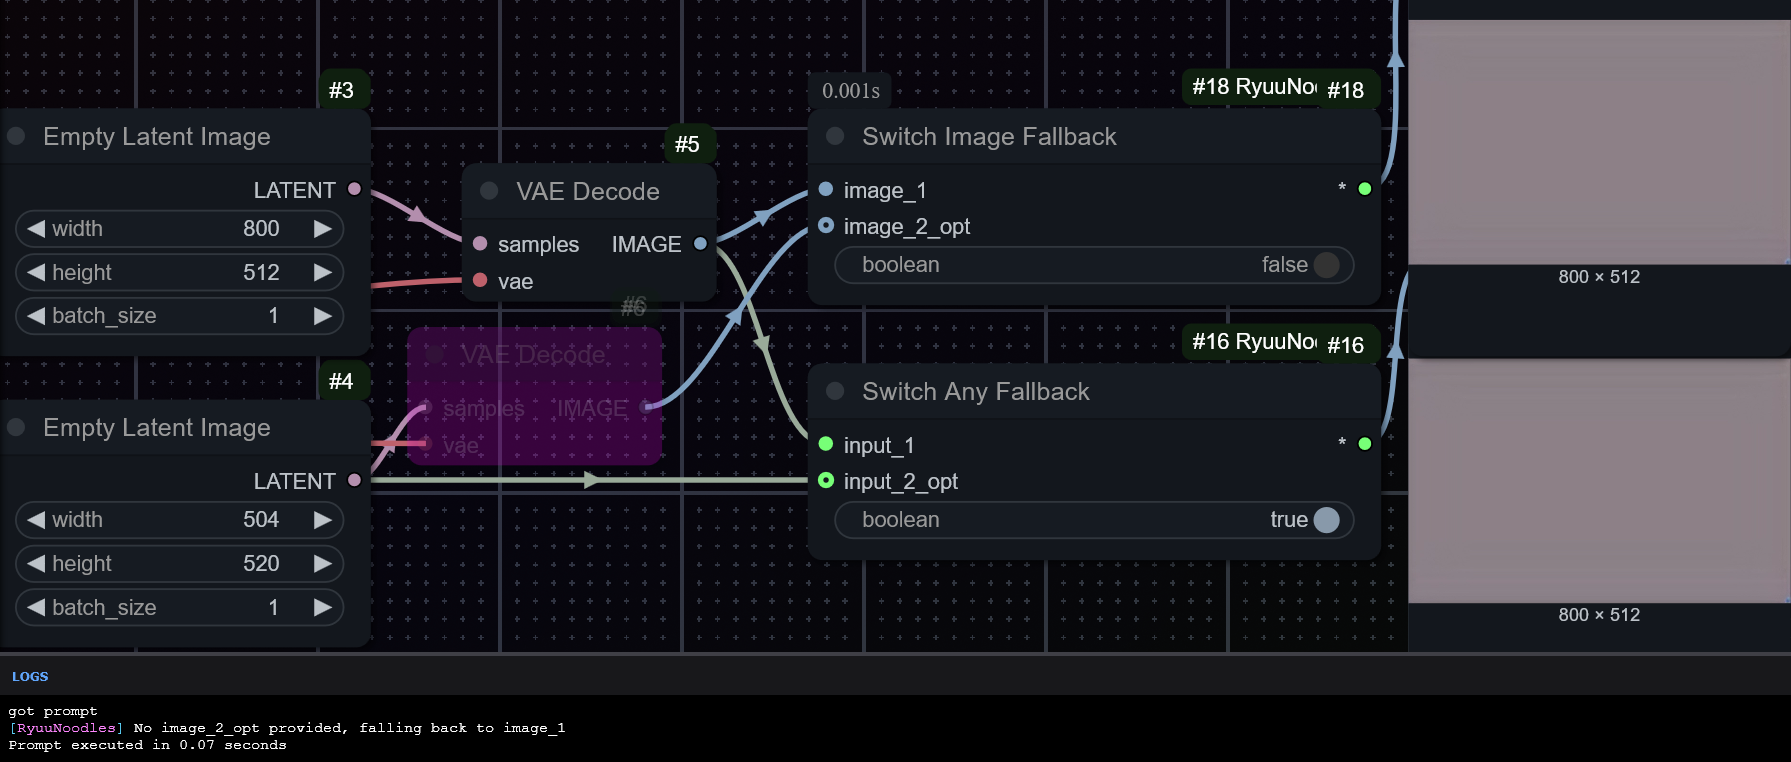 #3
Empty Latent Image
LATENT
width 800
height 512
batch_size 1
#4
Empty Latent Image
LATENT
width 504
height 520
batch_size 1
#5
VAE Decode
samples IMAGE
vae
#6
VAE Decode
samples IMAGE
vae
0.001s
#18 RyuuNoo #18
Switch Image Fallback
image_1 *
image_2_opt
boolean false
#16 RyuuNoo #16
Switch Any Fallback
input_1 *
input_2_opt
boolean true
800 × 512
800 × 512
LOGS
got prompt
[RyuuNoodles] No image_2_opt provided, falling back to image_1
Prompt executed in 0.07 seconds